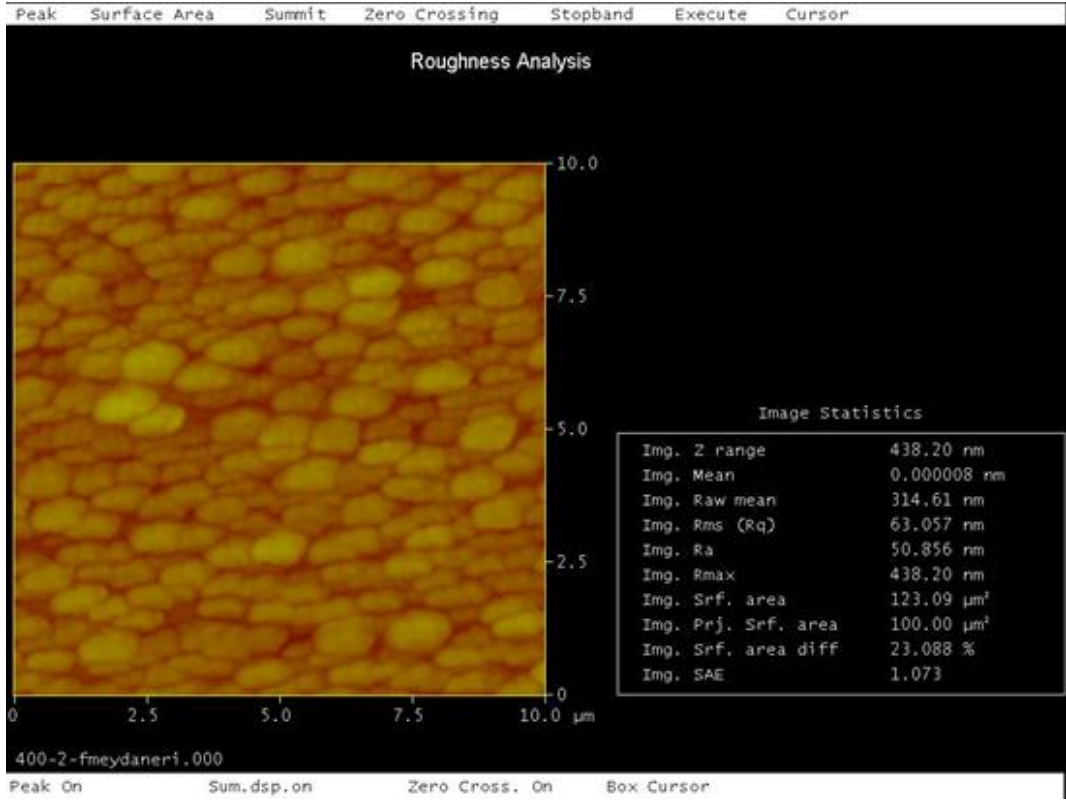 Peak Surface Area Summit Zero Crossing Stopband Execute Cursor
Roughness Analysis
10.0
7.5
5.0
2.5
0
0 2.5 5.0 7.5 10.0 µm
Image Statistics
Img. Z range 438.20 nm
Img. Mean 0.000008 nm
Img. Raw mean 314.61 nm
Img. Rms (Rq) 63.057 nm
Img. Ra 50.856 nm
Img. Rmax 438.20 nm
Img. Srf. area 123.09 µm²
Img. Prj. Srf. area 100.00 µm²
Img. Srf. area diff 23.088 %
Img. SAE 1.073
400-2-fmeydaneri.000
Peak On Sum.dsp.on Zero Cross. On Box Cursor